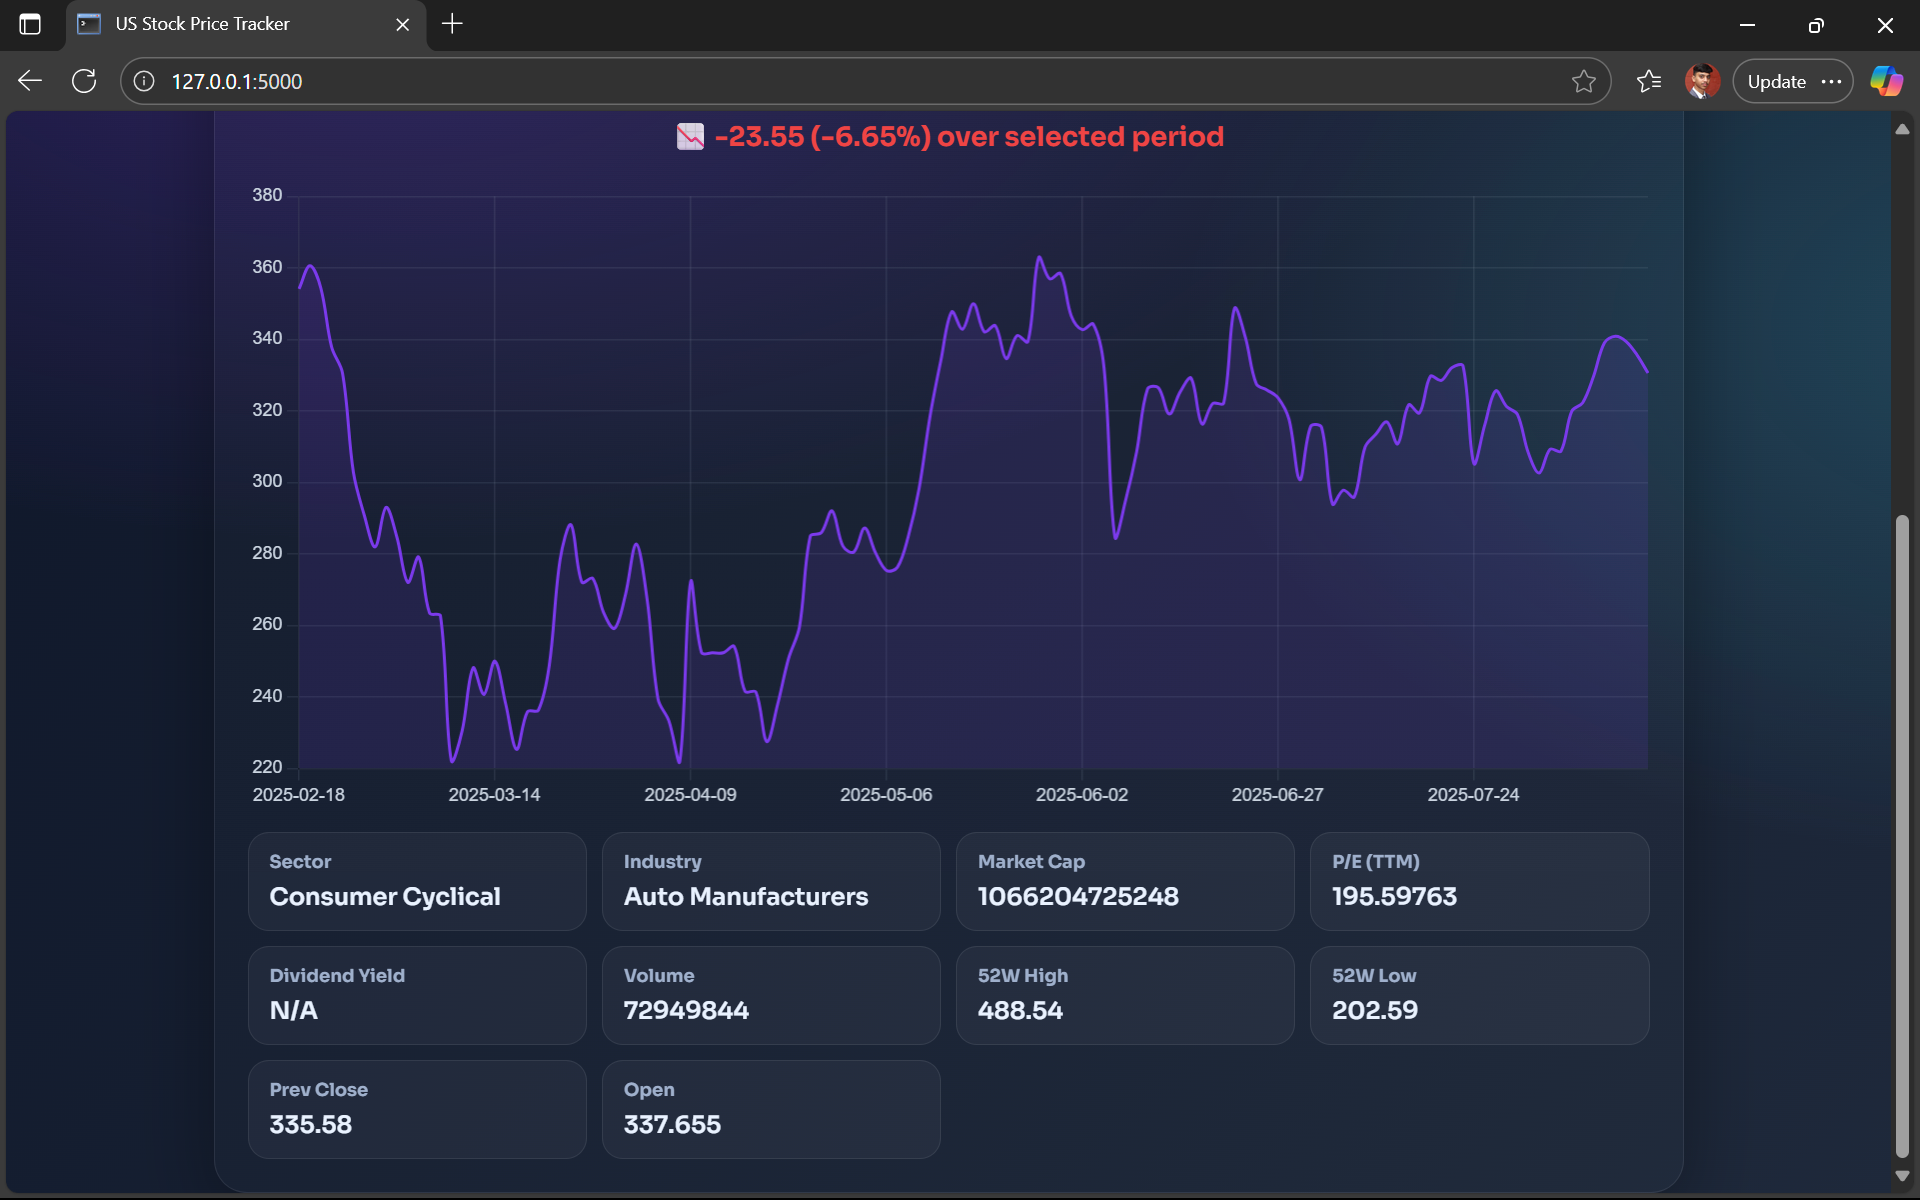 US Stock Price Tracker
127.0.0.1:5000
Update
-23.55 (-6.65%) over selected period
380
360
340
320
300
280
260
240
220
2025-02-18 2025-03-14 2025-04-09 2025-05-06 2025-06-02 2025-06-27 2025-07-24
Sector Industry Market Cap P/E (TTM)
Consumer Cyclical Auto Manufacturers 1066204725248 195.59763
Dividend Yield Volume 52W High 52W Low
N/A 72949844 488.54 202.59
Prev Close Open
335.58 337.655